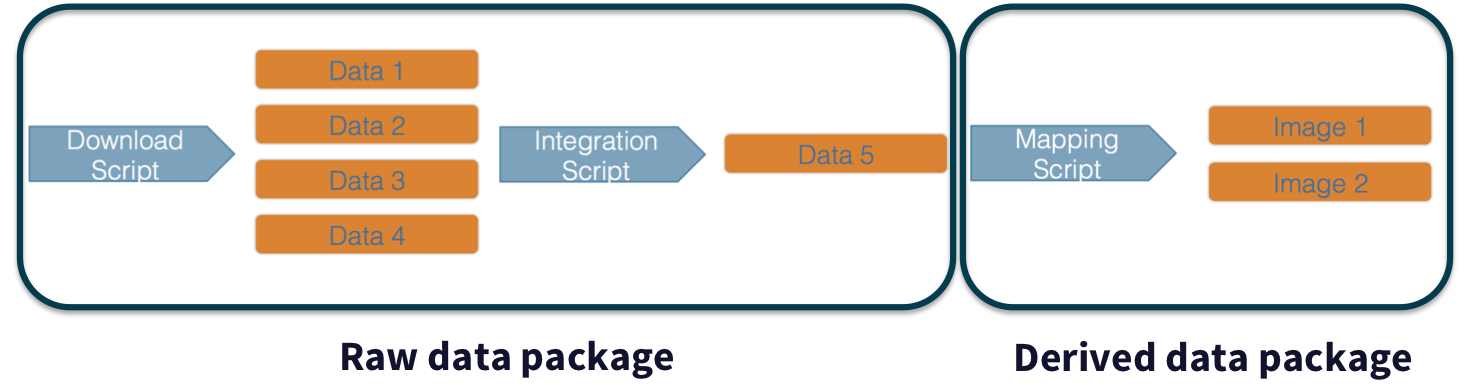 Download
Script
Data 1
Data 2
Data 3
Data 4
Integration
Script
Data 5
Mapping
Script
Image 1
Image 2
Raw data package
Derived data package